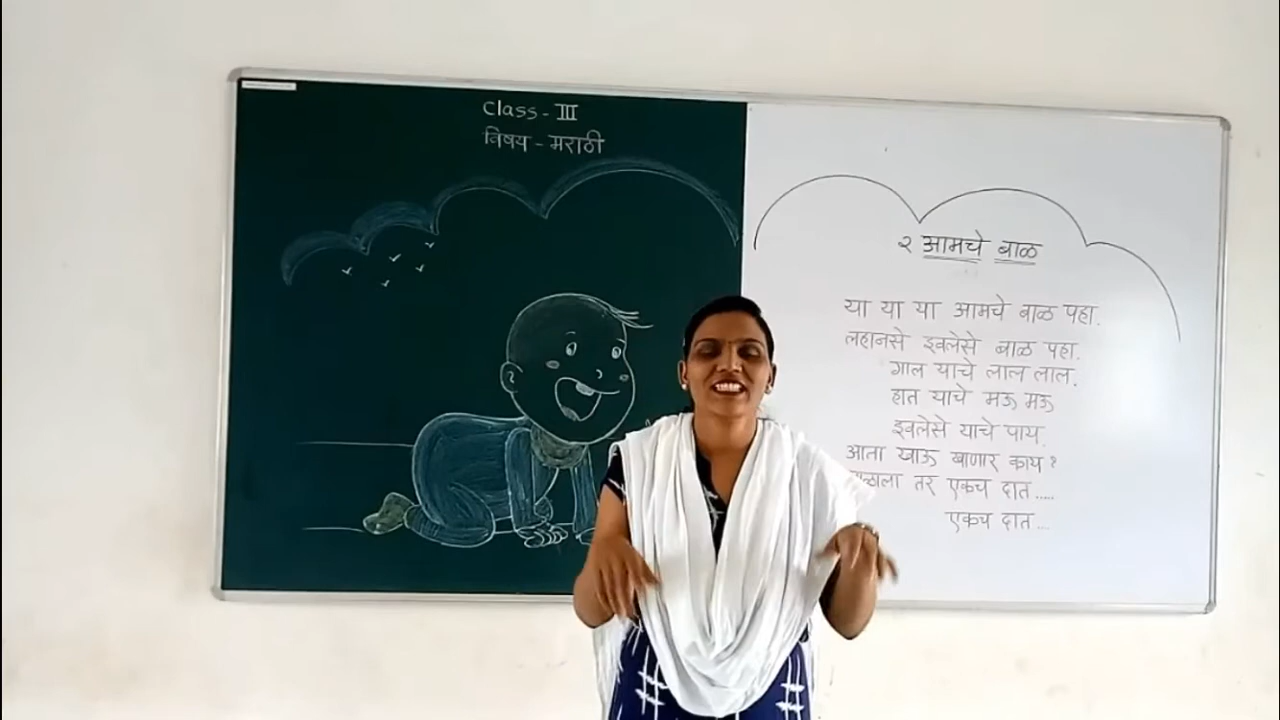 Class - III
विषय - मराठी
२ आमचे बाळ
या या या आमचे बाळ पहा.
लहानसे इवलेसे बाळ पहा.
गाल याचे लाल लाल.
हात याचे मऊ मऊ
इवलेसे याचे पाय.
आता खाऊ खाणार काय?
तर एकच दात.....
एकच दात...